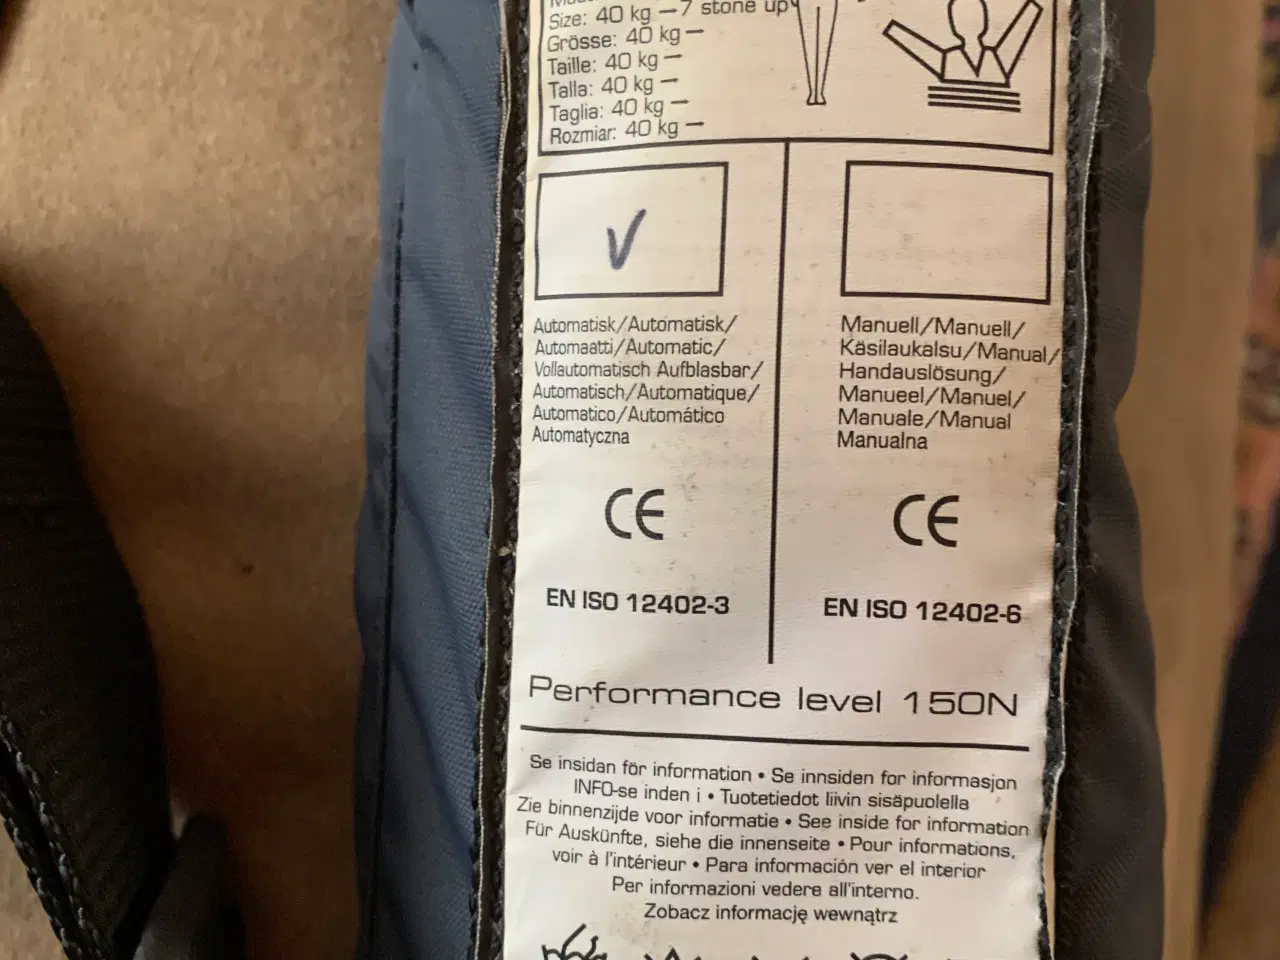 Size: 40 kg – 7 stone up
Grösse: 40 kg –
Taille: 40 kg –
Talla: 40 kg –
Taglia: 40 kg –
Rozmiar: 40 kg –
Automatisk/Automatisk/
Automaatti/Automatic/
Vollautomatisch Aufblasbar/
Automatisch/Automatique/
Automatico/Automático
Automatyczna
CE
EN ISO 12402-3
Manuell/Manuell/
Käsilaukalsu/Manual/
Handauslösung/
Manueel/Manuel/
Manuale/Manual
Manualna
CE
EN ISO 12402-6
Performance level 150N
Se insidan för information • Se innsiden for informasjon
INFO-se inden i • Tuotetiedot liivin sisäpuolella
Zie binnenzijde voor informatie • See inside for information
Für Auskünfte, siehe die innenseite • Pour informations,
voir à l'intérieur • Para información ver el interior
Per informazioni vedere all'interno.
Zobacz informację wewnątrz